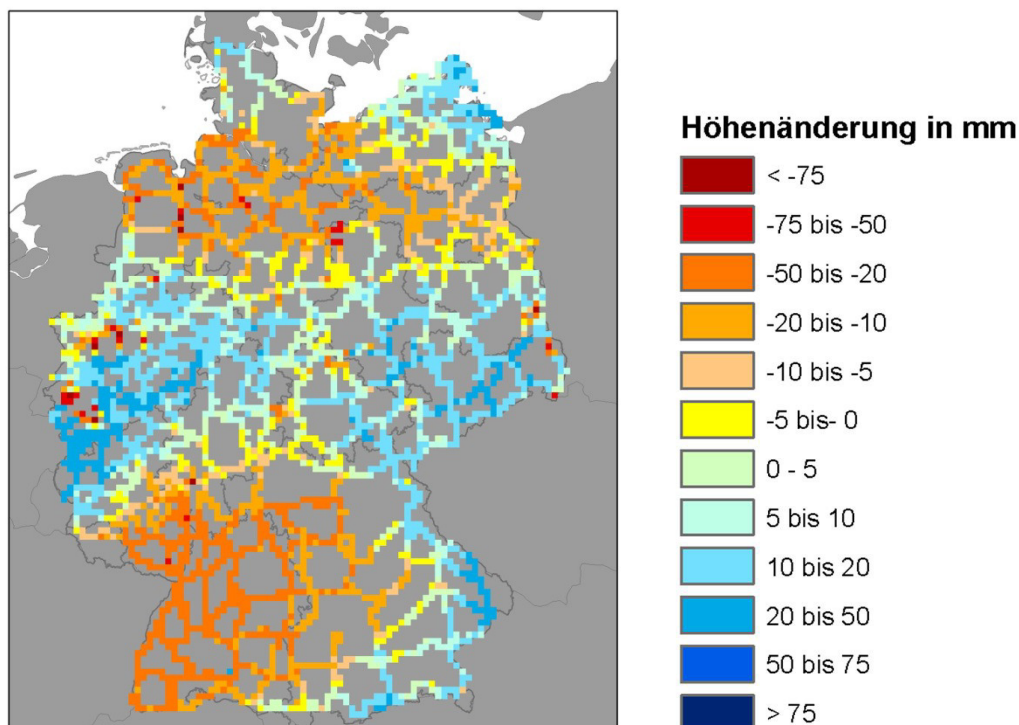 Höhenänderung in mm
< -75
-75 bis -50
-50 bis -20
-20 bis -10
-10 bis -5
-5 bis- 0
0 - 5
5 bis 10
10 bis 20
20 bis 50
50 bis 75
> 75